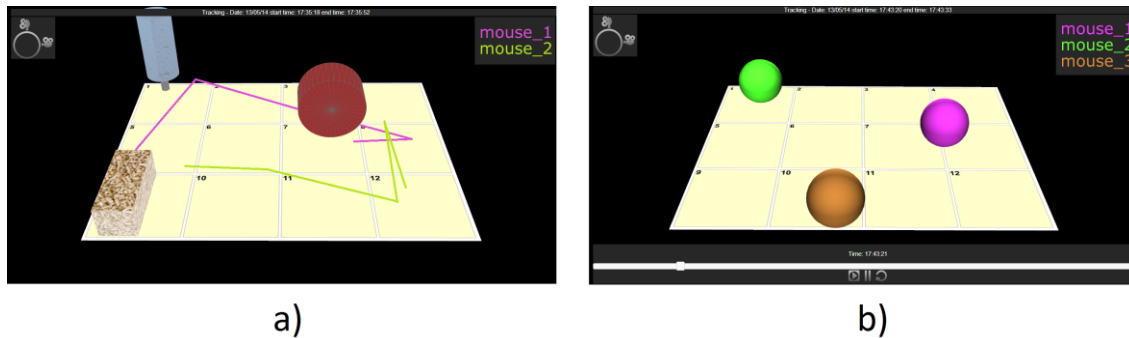 Tracking - Date: 13/05/14 start time: 17:35:18 end time: 17:35:52
mouse_1
mouse_2
1
2
3
5
6
7
8
10
11
12
a)
Tracking - Date: 13/05/14 start time: 17:43:20 end time: 17:43:33
mouse_1
mouse_2
mouse_3
1
2
3
4
5
6
7
9
10
11
12
Time: 17:43:21
b)